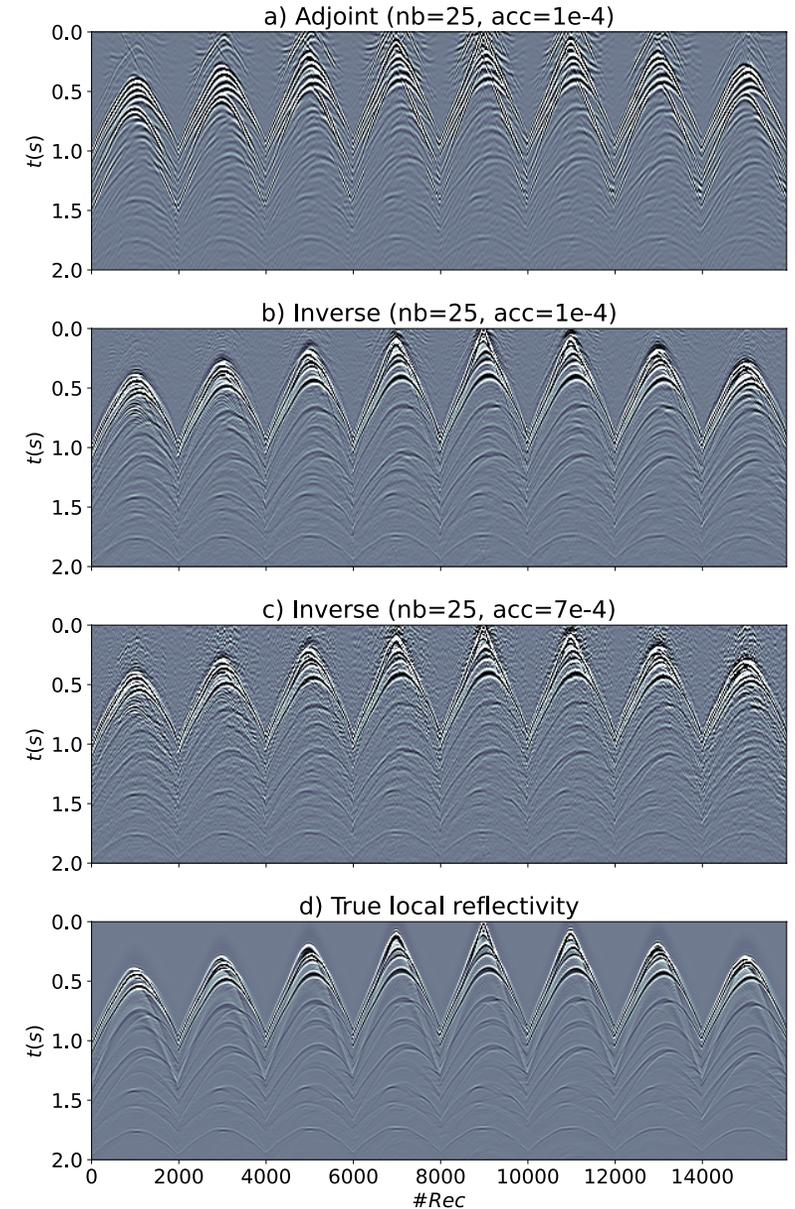 a) Adjoint (nb=25, acc=1e-4)
0.0
0.5
1.0
1.5
2.0
t(s)
b) Inverse (nb=25, acc=1e-4)
0.0
0.5
1.0
1.5
2.0
t(s)
c) Inverse (nb=25, acc=7e-4)
0.0
0.5
1.0
1.5
2.0
t(s)
d) True local reflectivity
0.0
0.5
1.0
1.5
2.0
t(s)
0 2000 4000 6000 8000 10000 12000 14000
#Rec